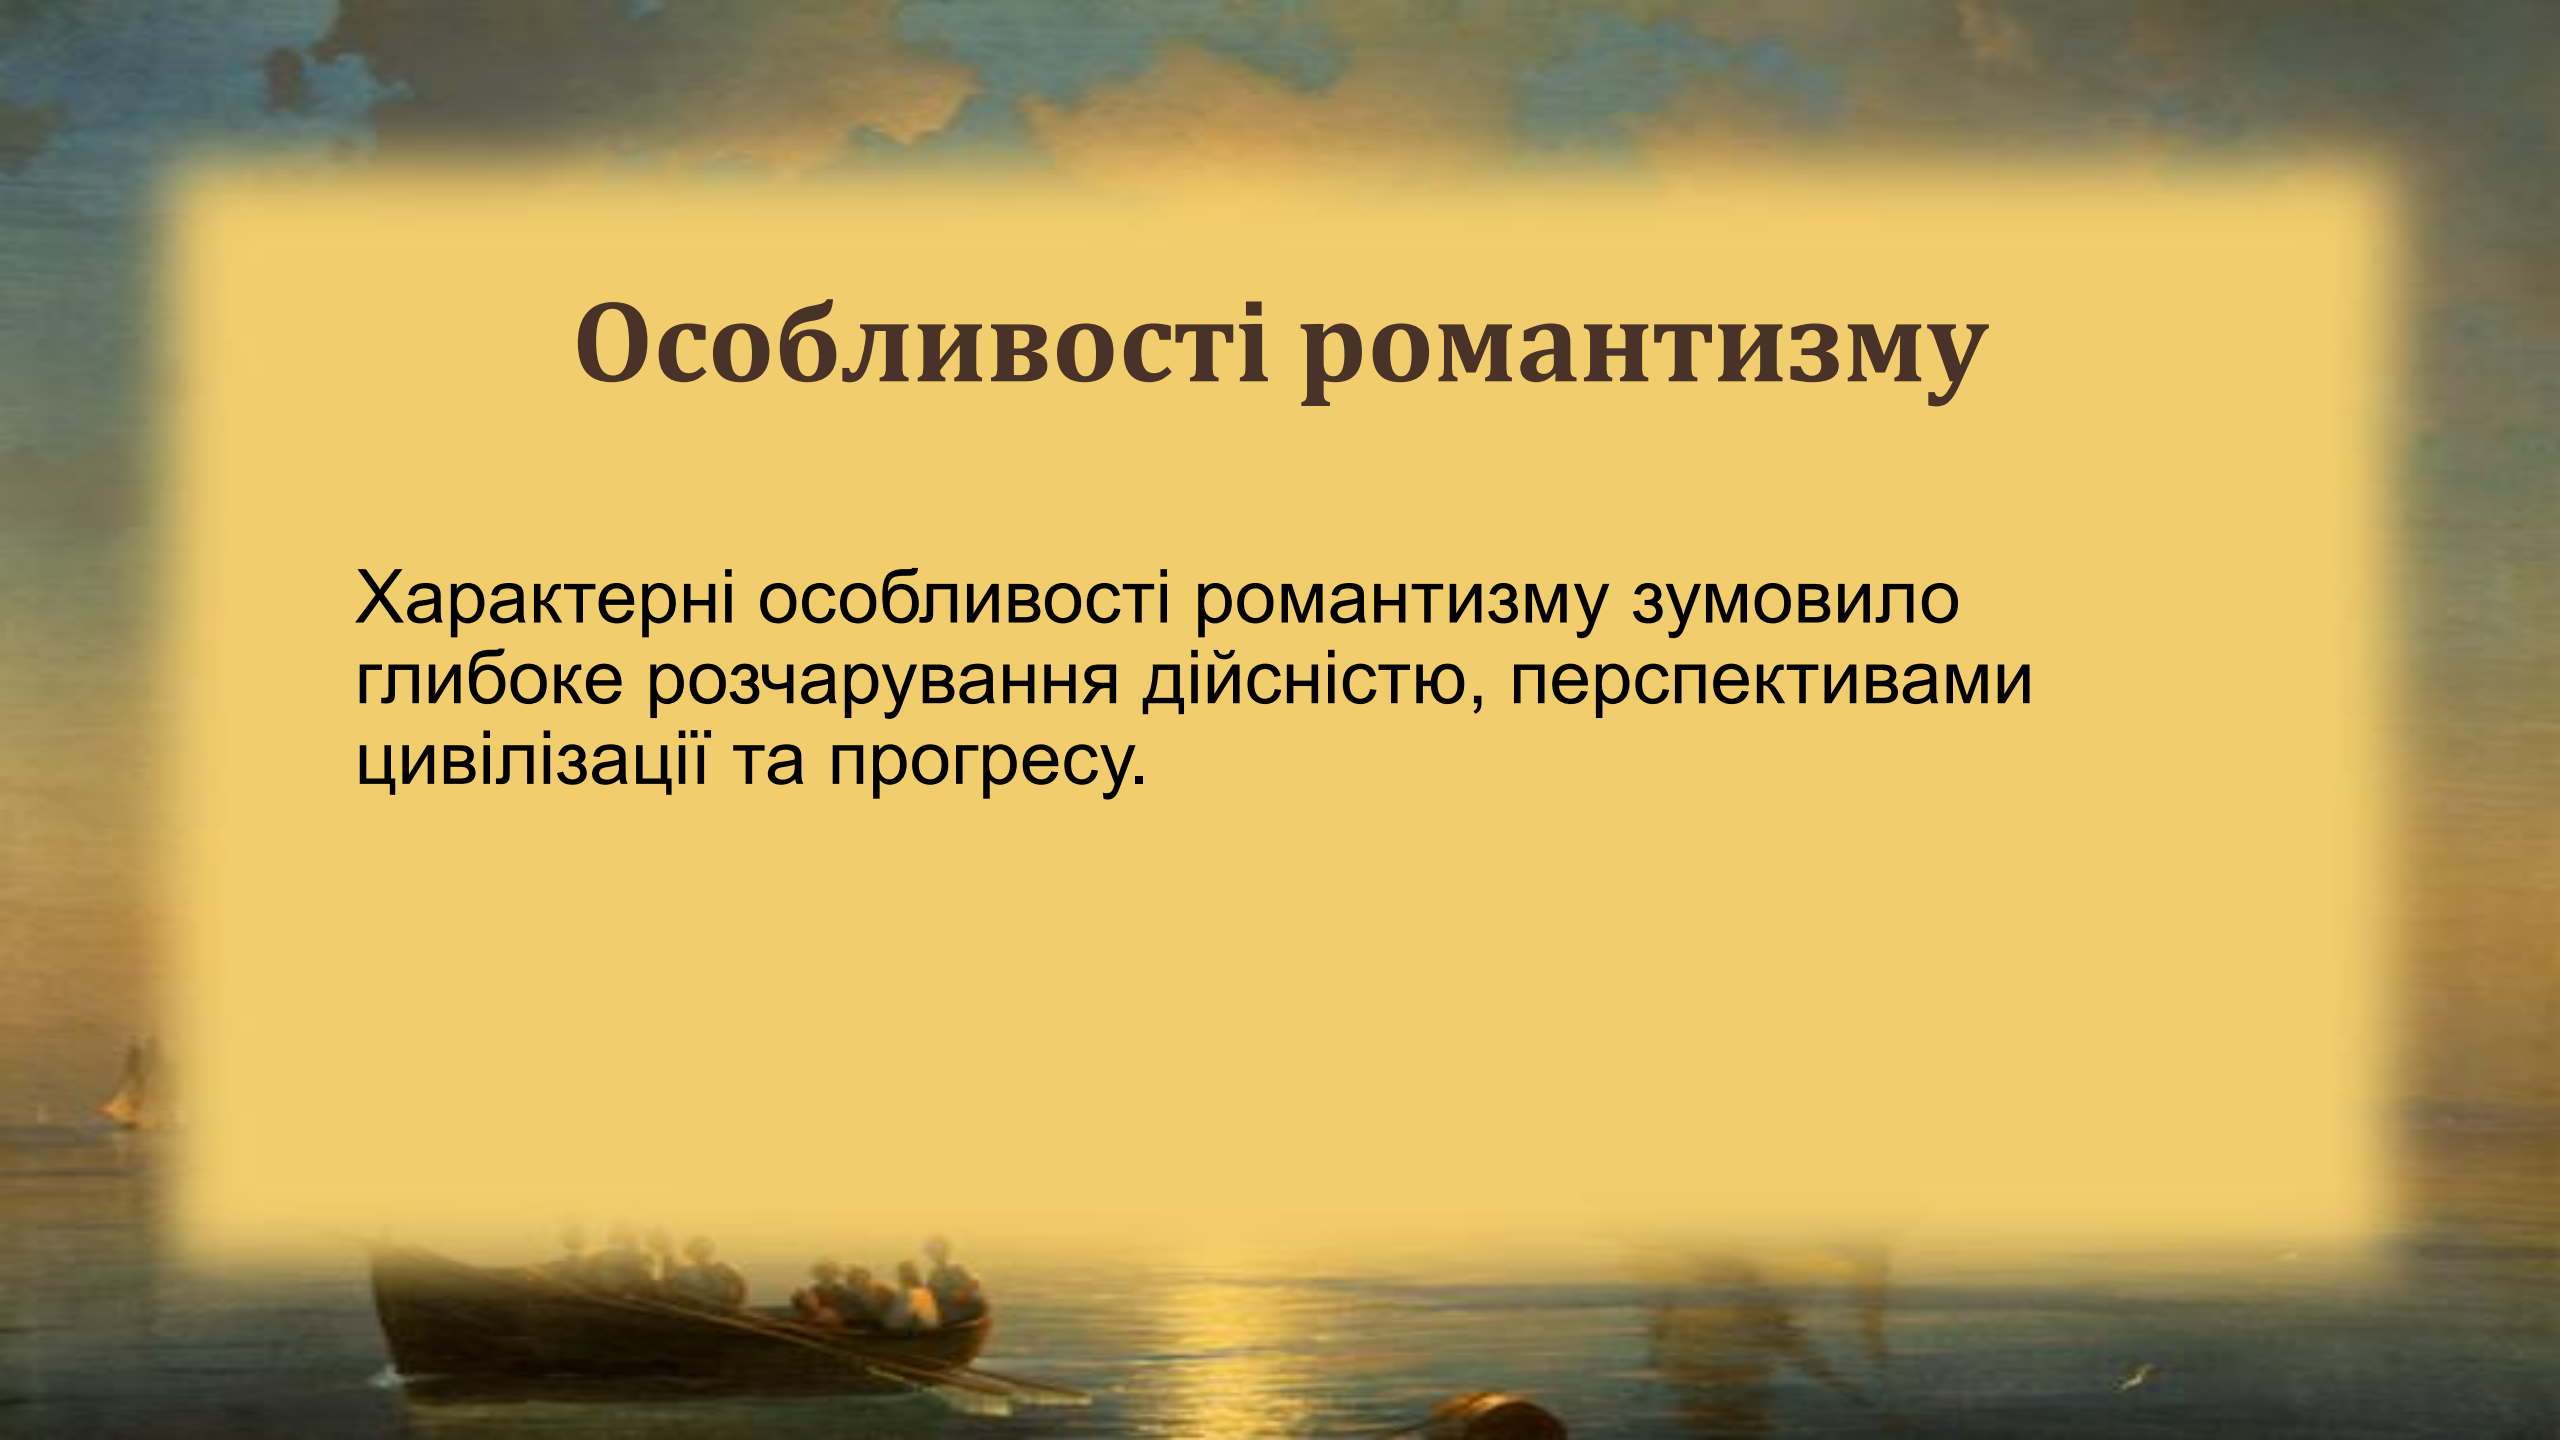 Особливості романтизму
Характерні особливості романтизму зумовило
глибоке розчарування дійсністю, перспективами
цивілізації та прогресу.